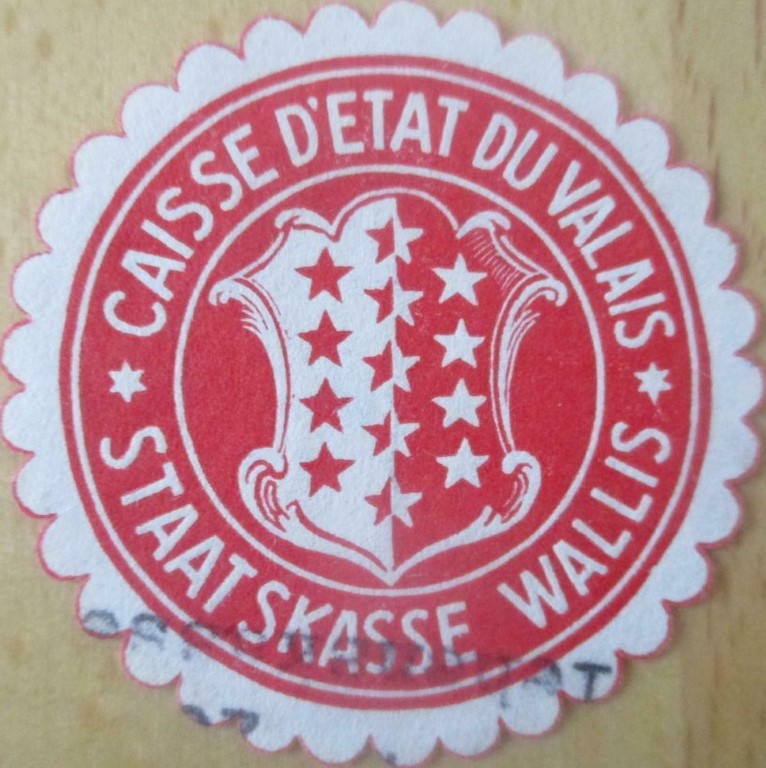 CAISSE D'ETAT DU VALAIS
STAATSKASSE WALLIS